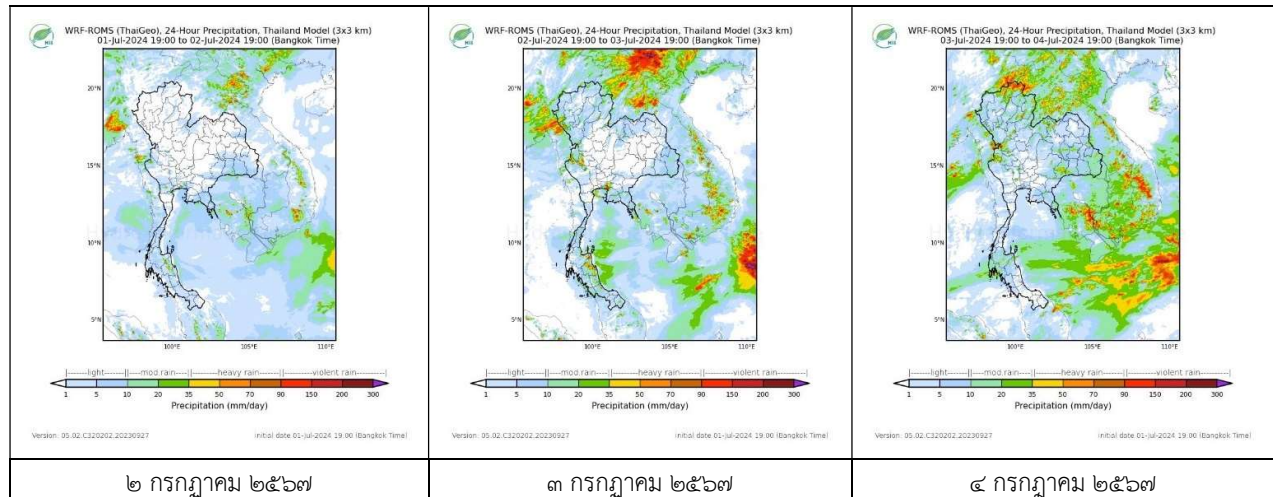 WRF-ROMS (ThaiGeo), 24-Hour Precipitation, Thailand Model (3x3 km)
01-Jul-2024 19:00 to 02-Jul-2024 19:00 (Bangkok Time)
20°N
15°N
10°N
5°N
100°E 105°E 110°E
|-------light-------||----mod.rain----||--------heavy rain--------||---------------violent rain---------------|
1 5 10 20 35 50 70 90 150 200 300
Precipitation (mm/day)
Version: 05.02.C320202.20230927 initial date 01-Jul-2024 19:00 (Bangkok Time)
๒ กรกฎาคม ๒๕๖๗
WRF-ROMS (ThaiGeo), 24-Hour Precipitation, Thailand Model (3x3 km)
02-Jul-2024 19:00 to 03-Jul-2024 19:00 (Bangkok Time)
20°N
15°N
10°N
5°N
100°E 105°E 110°E
|-------light-------||----mod.rain----||--------heavy rain--------||---------------violent rain---------------|
1 5 10 20 35 50 70 90 150 200 300
Precipitation (mm/day)
Version: 05.02.C320202.20230927 initial date 01-Jul-2024 19:00 (Bangkok Time)
๓ กรกฎาคม ๒๕๖๗
WRF-ROMS (ThaiGeo), 24-Hour Precipitation, Thailand Model (3x3 km)
03-Jul-2024 19:00 to 04-Jul-2024 19:00 (Bangkok Time)
20°N
15°N
10°N
5°N
100°E 105°E 110°E
|-------light-------||----mod.rain----||--------heavy rain--------||---------------violent rain---------------|
1 5 10 20 35 50 70 90 150 200 300
Precipitation (mm/day)
Version: 05.02.C320202.20230927 initial date 01-Jul-2024 19:00 (Bangkok Time)
๔ กรกฎาคม ๒๕๖๗